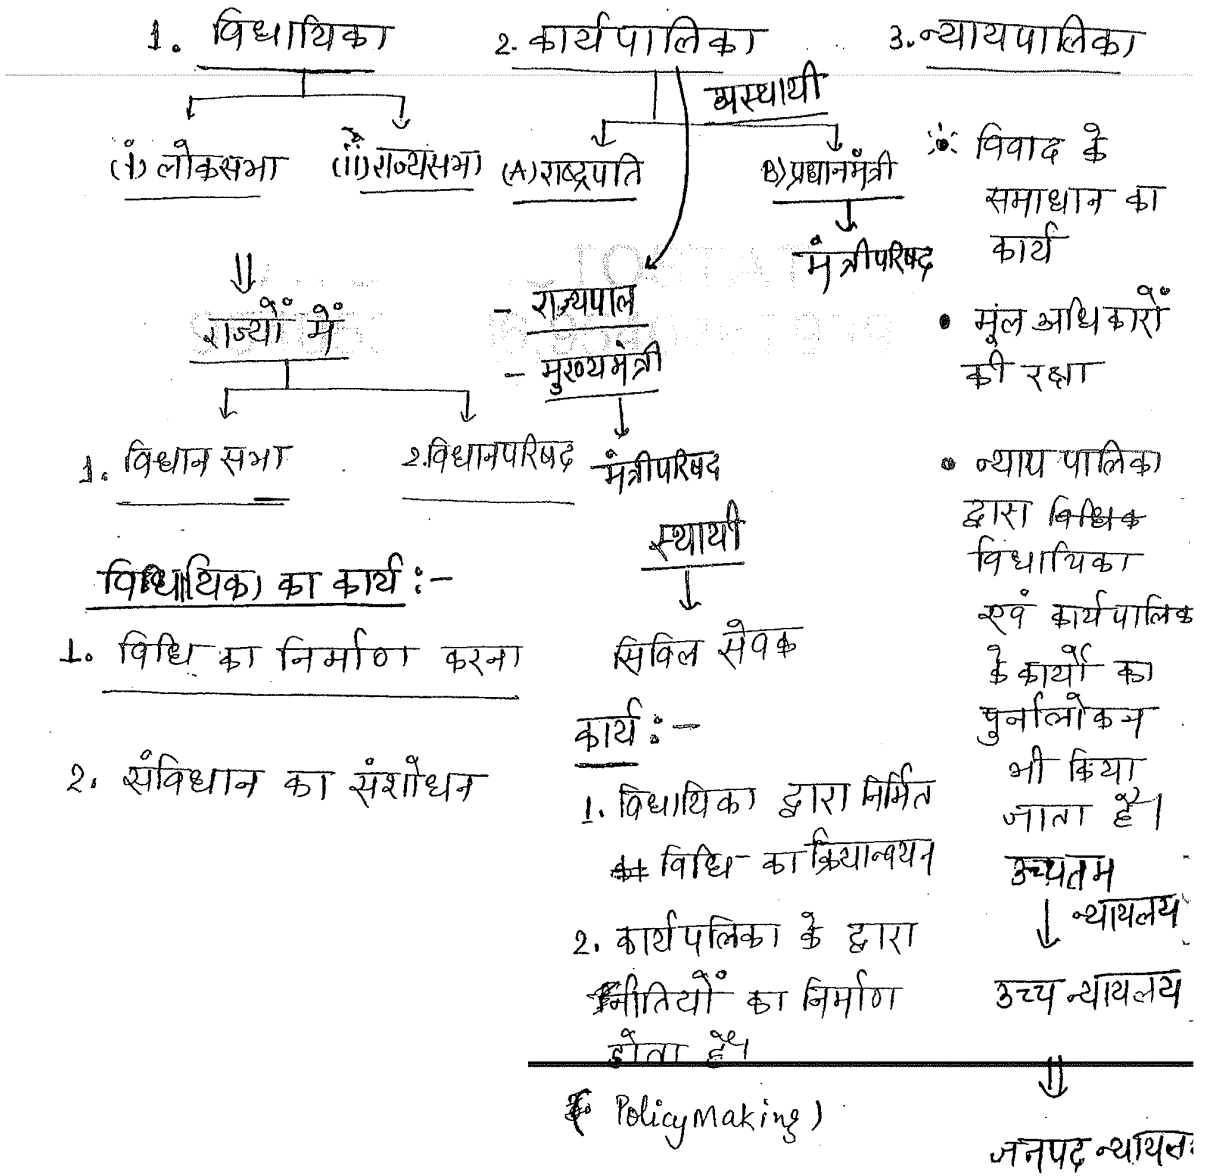 1. विधायिका
(i) लोकसभा
(ii) राज्यसभा
राज्यों में
1. विधान सभा
2. विधानपरिषद
विधायिका का कार्य :-
1. विधि का निर्माण करना
2. संविधान का संशोधन
2. कार्यपालिका
अस्थायी
(A) राष्ट्रपति
B) प्रधानमंत्री
मंत्रीपरिषद
- राज्यपाल
- मुख्यमंत्री
मंत्रीपरिषद
स्थायी
सिविल सेवक
कार्य :-
1. विधायिका द्वारा निर्मित
विधि का क्रियान्वयन
2. कार्यपलिका के द्वारा
नीतियों का निर्माण
होता है।
( Policy Making )
3. न्यायपालिका
विवाद के
समाधान का
कार्य
• मूल अधिकारों
की रक्षा
• न्याय पालिका
द्वारा
विधायिका
एवं कार्यपालिक
के कार्यों का
पुर्नालोकन
भी किया
जाता है।
उच्चतम
न्यायलय
उच्च न्यायलय
जनपद